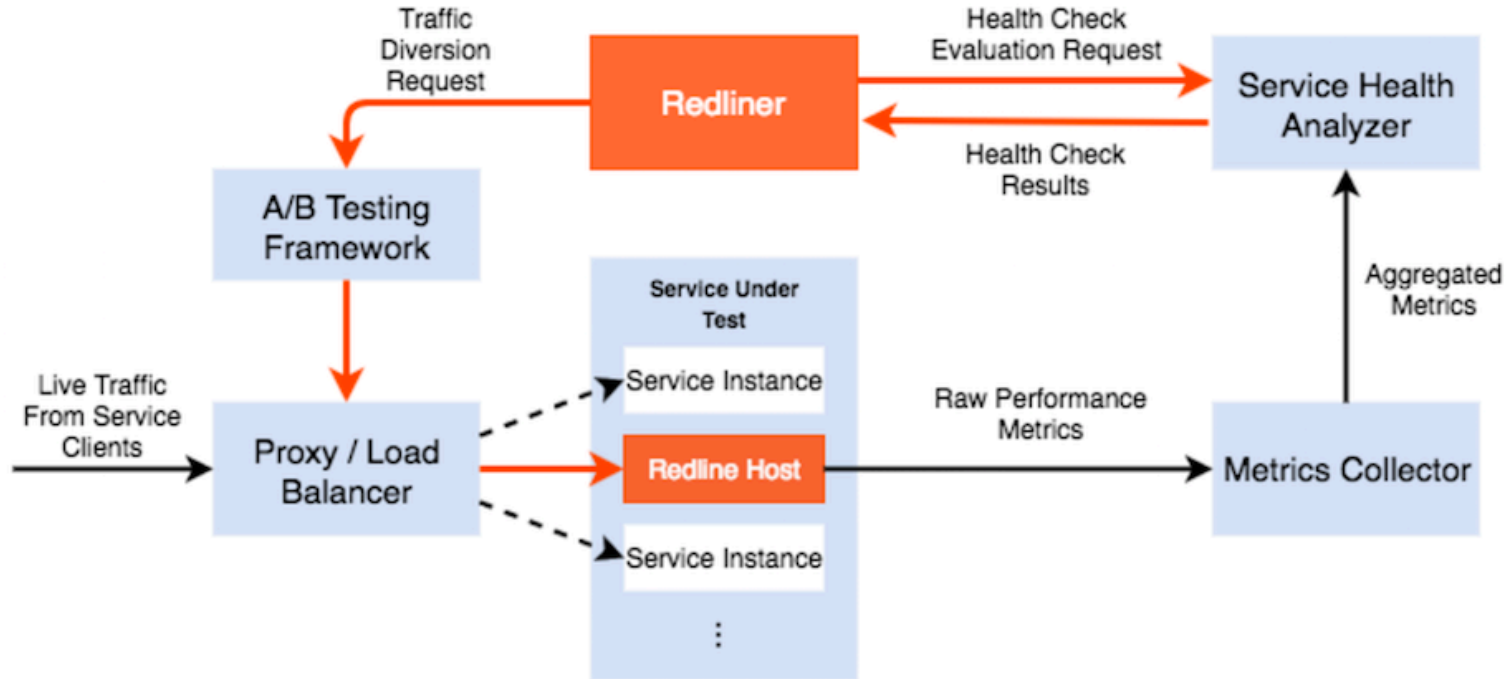 Traffic
Diversion
Request
Redliner
Health Check
Evaluation Request
Service Health
Analyzer
Health Check
Results
A/B Testing
Framework
Service Under
Test
Aggregated
Metrics
Live Traffic
From Service
Clients
Proxy / Load
Balancer
Service Instance
Redline Host
Service Instance
⋮
Raw Performance
Metrics
Metrics Collector